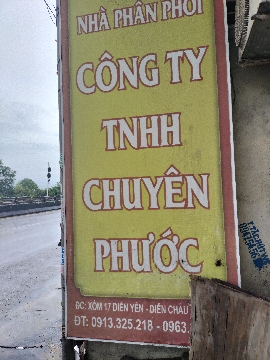 NHÀ PHÂN PHỐI
CÔNG TY
TNHH
CHUYÊN
PHƯỚC
ĐC: XÓM 17 DIỄN YÊN - DIỄN CHÂU
ĐT: 0913.325.218 - 0963.